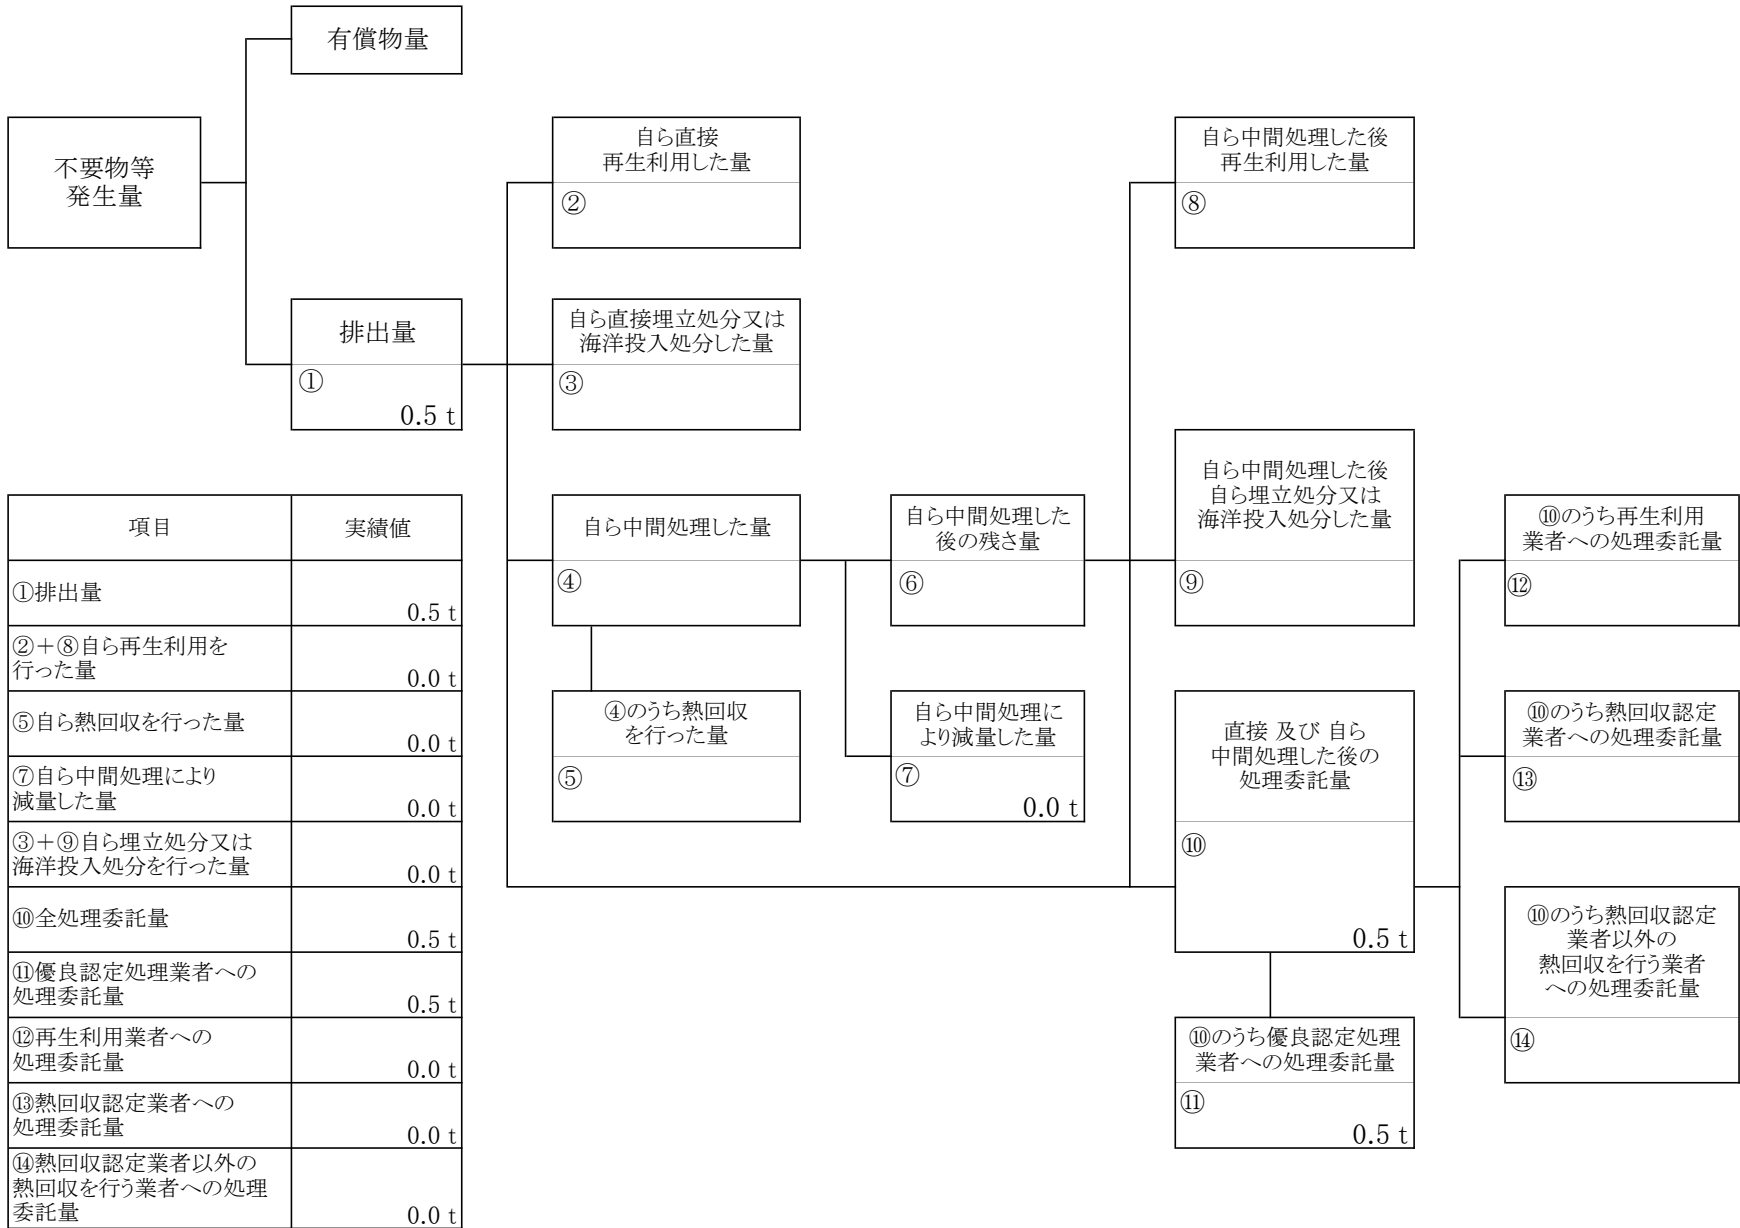 有償物量
不要物等
発生量
排出量
①
0.5 t
自ら直接
再生利用した量
②
自ら直接埋立処分又は
海洋投入処分した量
③
自ら中間処理した量
④
④のうち熱回収
を行った量
⑤
自ら中間処理した
後の残さ量
⑥
自ら中間処理に
より減量した量
⑦
0.0 t
自ら中間処理した後
再生利用した量
⑧
自ら中間処理した後
自ら埋立処分又は
海洋投入処分した量
⑨
直接 及び 自ら
中間処理した後の
処理委託量
⑩
0.5 t
⑩のうち優良認定処理
業者への処理委託量
⑪
0.5 t
⑩のうち再生利用
業者への処理委託量
⑫
⑩のうち熱回収認定
業者への処理委託量
⑬
⑩のうち熱回収認定
業者以外の
熱回収を行う業者
への処理委託量
⑭
項目 実績値
①排出量
0.5 t
②＋⑧自ら再生利用を
行った量
0.0 t
⑤自ら熱回収を行った量
0.0 t
⑦自ら中間処理により
減量した量
0.0 t
③＋⑨自ら埋立処分又は
海洋投入処分を行った量
0.0 t
⑩全処理委託量
0.5 t
⑪優良認定処理業者への
処理委託量
0.5 t
⑫再生利用業者への
処理委託量
0.0 t
⑬熱回収認定業者への
処理委託量
0.0 t
⑭熱回収認定業者以外の
熱回収を行う業者への処理
委託量
0.0 t